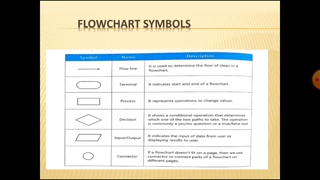 FLOWCHART SYMBOLS
Symbol Name Description
Flow line It is used to determine the flow of steps in a
flowchart.
Terminal It indicates start and end of a flowchart.
Process It represents operations to change values.
Decision It shows a conditional operation that determines
which one of the two paths to take. The operation
is commonly a yes/no question or a true/false test
Input/Output It indicates the input of data from user or
displaying results to user.
Connector If a flowchart doesn't fit on a page, then we use
connector to connect parts of a flowchart on
different pages.